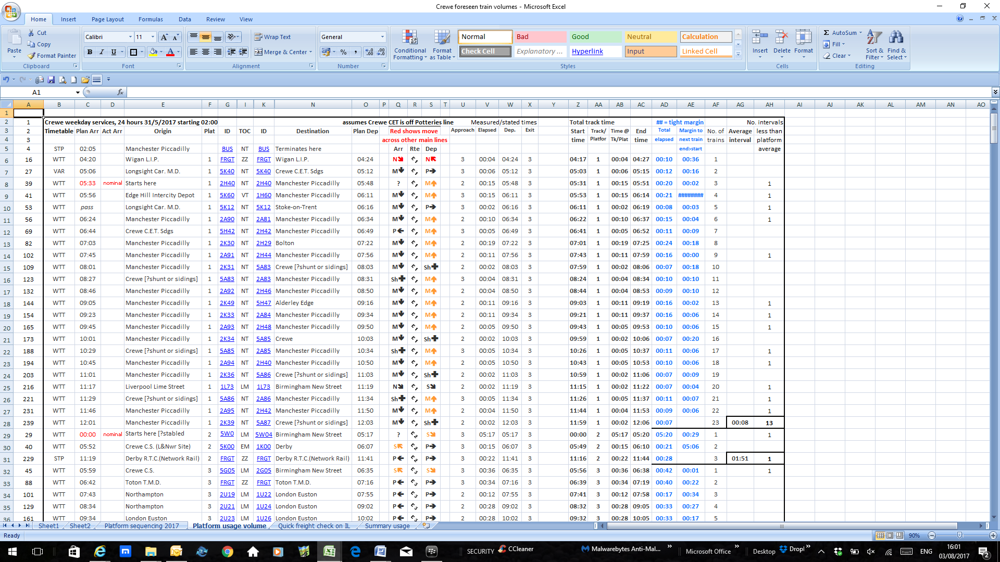 Crewe foreseen train volumes - Microsoft Excel
Home Insert Page Layout Formulas Data Review View
Paste Cut Copy Format Painter Clipboard
Calibri 11 B I U Font
Wrap Text Merge & Center Alignment
General % Number
Conditional Formatting Format as Table
Normal Bad Good Neutral Calculation
Check Cell Explanatory ... Hyperlink Input Linked Cell
Styles
Insert Delete Format Cells
AutoSum Fill Clear Sort & Filter Find & Select Editing
A1 fx
A B C D E F G I K N O P Q R S T U V W X Y Z AA AB AC AD AE AF AG AH AI AJ AK AL AM AN AO
1
2 1 Crewe weekday services, 24 hours 31/5/2017 starting 02:00 assumes Crewe CET is off Potteries line Measured/stated times Total track time ## = tight margin No. intervals
3 2 Timetable Plan Arr Act Arr Origin Plat ID TOC ID Destination Plan Dep Red shows move Approach Elapsed Dep. Exit Start Track/ Time @ End Total Margin to No. of Average less than
4 3 across other main lines time Platfor Tk/Plat time elapsed next train trains interval platform
5 4 STP 02:05 Manchester Piccadilly BUS NT BUS Terminates here Arr Rte Dep end>start average
6 16 WTT 04:20 Wigan L.I.P. 1 FRGT ZZ FRGT Wigan L.I.P. 04:24 N N 3 00:04 04:24 3 04:17 1 00:04 04:27 00:10 00:36 1
7 27 VAR 05:06 Longsight Car. M.D. 1 5K40 NT 5K40 Crewe C.E.T. Sdgs 05:12 M P 3 00:06 05:12 3 05:03 1 00:06 05:15 00:12 00:16 2
8 39 WTT 05:33 nominal Starts here 1 2H40 NT 2H40 Manchester Piccadilly 05:48 ? M 2 00:15 05:48 3 05:31 1 00:15 05:51 00:20 00:02 3 1
9 41 WTT 05:56 Edge Hill Intercity Depot 1 5K60 VT 1H60 Manchester Piccadilly 06:11 M M 3 00:15 06:11 3 05:53 1 00:15 06:14 00:21 ######## 4 1
10 53 WTT pass Longsight Car. M.D. 1 5K12 NT 5K12 Stoke-on-Trent 06:16 M P 3 00:02 06:16 3 06:11 1 00:02 06:19 00:08 00:03 5 1
11 56 WTT 06:24 Manchester Piccadilly 1 2A90 NT 2A81 Manchester Piccadilly 06:34 M M 2 00:10 06:34 3 06:22 1 00:10 06:37 00:15 00:04 6 1
12 69 WTT 06:44 Crewe C.E.T. Sdgs 1 5H42 NT 2H42 Manchester Piccadilly 06:49 P M 3 00:05 06:49 3 06:41 1 00:05 06:52 00:11 00:09 7
13 82 WTT 07:03 Manchester Piccadilly 1 2K30 NT 2H29 Bolton 07:22 M M 2 00:19 07:22 3 07:01 1 00:19 07:25 00:24 00:18 8
14 102 WTT 07:45 Manchester Piccadilly 1 2A91 NT 2H44 Manchester Piccadilly 07:56 M M 2 00:11 07:56 3 07:43 1 00:11 07:59 00:16 00:00 9 1
15 109 WTT 08:01 Manchester Piccadilly 1 2K31 NT 5A83 Crewe [?shunt or sidings] 08:03 M Sh 2 00:02 08:03 3 07:59 1 00:02 08:06 00:07 00:18 10
16 123 WTT 08:27 Crewe [?shunt or sidings] 1 5A83 NT 2A83 Manchester Piccadilly 08:31 Sh M 3 00:04 08:31 3 08:24 1 00:04 08:34 00:10 00:10 11
17 132 WTT 08:46 Manchester Piccadilly 1 2A92 NT 2H46 Manchester Piccadilly 08:50 M M 2 00:04 08:50 3 08:44 1 00:04 08:53 00:09 00:10 12
18 144 WTT 09:05 Manchester Piccadilly 1 2K49 NT 5H47 Alderley Edge 09:16 M M 2 00:11 09:16 3 09:03 1 00:11 09:19 00:16 00:02 13 1
19 154 WTT 09:23 Manchester Piccadilly 1 2K33 NT 2A84 Manchester Piccadilly 09:34 M M 2 00:11 09:34 3 09:21 1 00:11 09:37 00:16 00:06 14 1
20 165 WTT 09:45 Manchester Piccadilly 1 2A93 NT 2H48 Manchester Piccadilly 09:50 M M 2 00:05 09:50 3 09:43 1 00:05 09:53 00:10 00:06 15 1
21 173 WTT 10:01 Manchester Piccadilly 1 2K34 NT 5A85 Crewe 10:03 M Sh 2 00:02 10:03 3 09:59 1 00:02 10:06 00:07 00:20 16
22 188 WTT 10:29 Crewe [?shunt or sidings] 1 5A85 NT 2A85 Manchester Piccadilly 10:34 Sh M 3 00:05 10:34 3 10:26 1 00:05 10:37 00:11 00:06 17 1
23 194 WTT 10:45 Manchester Piccadilly 1 2A94 NT 2H40 Manchester Piccadilly 10:50 M M 2 00:05 10:50 3 10:43 1 00:05 10:53 00:10 00:06 18 1
24 203 WTT 11:01 Manchester Piccadilly 1 2K36 NT 5A86 Crewe [?shunt or sidings] 11:03 M Sh 2 00:02 11:03 3 10:59 1 00:02 11:06 00:07 00:09 19
25 216 WTT 11:17 Liverpool Lime Street 1 1L73 LM 1L73 Birmingham New Street 11:19 N S 2 00:02 11:19 3 11:15 1 00:02 11:22 00:07 00:04 20 1
26 221 WTT 11:29 Crewe [?shunt or sidings] 1 5A86 NT 2A86 Manchester Piccadilly 11:34 Sh M 3 00:05 11:34 3 11:26 1 00:05 11:37 00:11 00:07 21 1
27 231 WTT 11:46 Manchester Piccadilly 1 2A95 NT 2H42 Manchester Piccadilly 11:50 M M 2 00:04 11:50 3 11:44 1 00:04 11:53 00:09 00:06 22 1
28 239 WTT 12:01 Manchester Piccadilly 1 2K39 NT 5A87 Crewe [?shunt or sidings] 12:03 M Sh 2 00:02 12:03 3 11:59 1 00:02 12:06 00:07 23 00:08 13
29 29 WTT 00:00 nominal Starts here [?stabled 2 5W0 LM 5W04 Birmingham New Street 05:17 ? S 3 05:17 05:17 3 00:00 2 05:17 05:20 05:20 00:29 1 1
30 40 WTT 05:52 Crewe C.S. (L&Nwr Site) 2 5K00 EM 1K00 Derby 06:07 S P 3 00:15 06:07 3 05:49 2 00:15 06:10 00:21 05:06 2
31 229 STP 11:19 Derby R.T.C.(Network Rail) 2 FRGT ZZ FRGT Derby R.T.C.(Network Rail) 11:41 P P 3 00:22 11:41 3 11:16 2 00:22 11:44 00:28 3 01:51 1
32 45 WTT 05:59 Crewe C.S. 3 5G05 LM 2G05 Birmingham New Street 06:35 S S 3 00:36 06:35 3 05:56 3 00:36 06:38 00:42 00:01 1 1
33 88 WTT 06:42 Toton T.M.D. 3 FRGT ZZ FRGT Toton T.M.D. 07:16 P P 3 00:34 07:16 3 06:39 3 00:34 07:19 00:40 00:22 2
34 101 WTT 07:43 Northampton 3 2U19 LM 1U22 London Euston 07:55 P P 2 00:12 07:55 3 07:41 3 00:12 07:58 00:17 00:34 3
35 129 WTT 08:34 Northampton 3 2U21 LM 1U24 London Euston 09:02 P P 2 00:28 09:02 3 08:32 3 00:28 09:05 00:33 00:27 4
36 161 WTT 09:34 London Euston 3 2U23 LM 1U26 London Euston 10:02 P P 2 00:28 10:02 3 09:32 3 00:28 10:05 00:33 00:17 5
Sheet1 Sheet2 Platform sequencing 2017 Platform usage volume Quick freight check on IL Summary usage
Ready 90%
SECURITY CCleaner Malwarebytes Anti-Mal... Microsoft Office Desktop Dropl ENG 16:01
03/08/2017 2